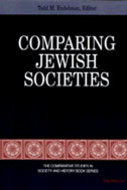 Todd M. Endelman, Editor
COMPARING
JEWISH
SOCIETIES
THE COMPARATIVE STUDIES IN
SOCIETY AND HISTORY BOOK SERIES